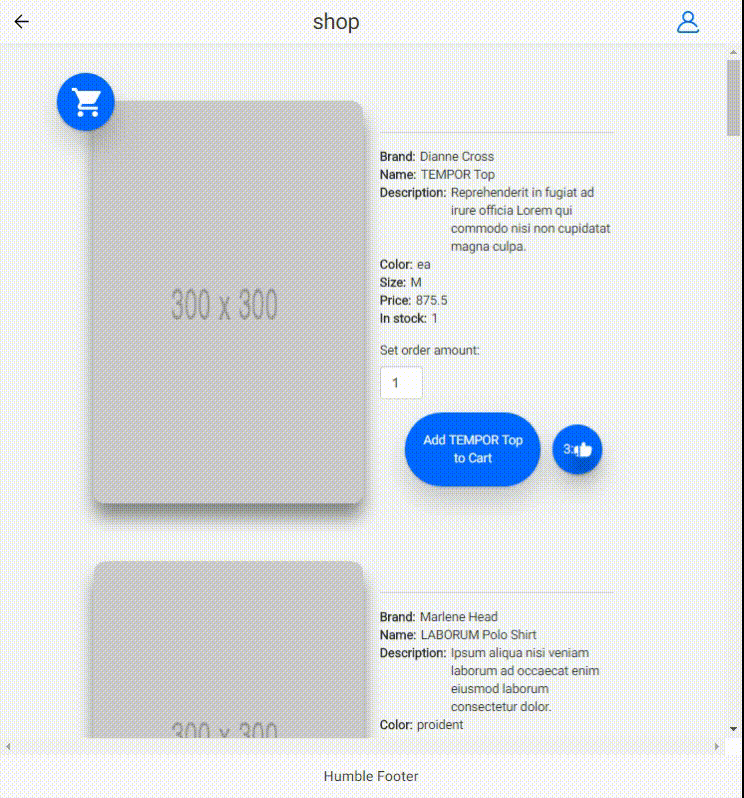 shop
300 x 300
Brand: Dianne Cross
Name: TEMPOR Top
Description: Reprehenderit in fugiat ad
irure officia Lorem qui
commodo nisi non cupidatat
magna culpa.
Color: ea
Size: M
Price: 875.5
In stock: 1
Set order amount:
1
Add TEMPOR Top
to Cart
3:
300 x 300
Brand: Marlene Head
Name: LABORUM Polo Shirt
Description: Ipsum aliqua nisi veniam
laborum ad occaecat enim
eiusmod laborum
consectetur dolor.
Color: proident
Humble Footer